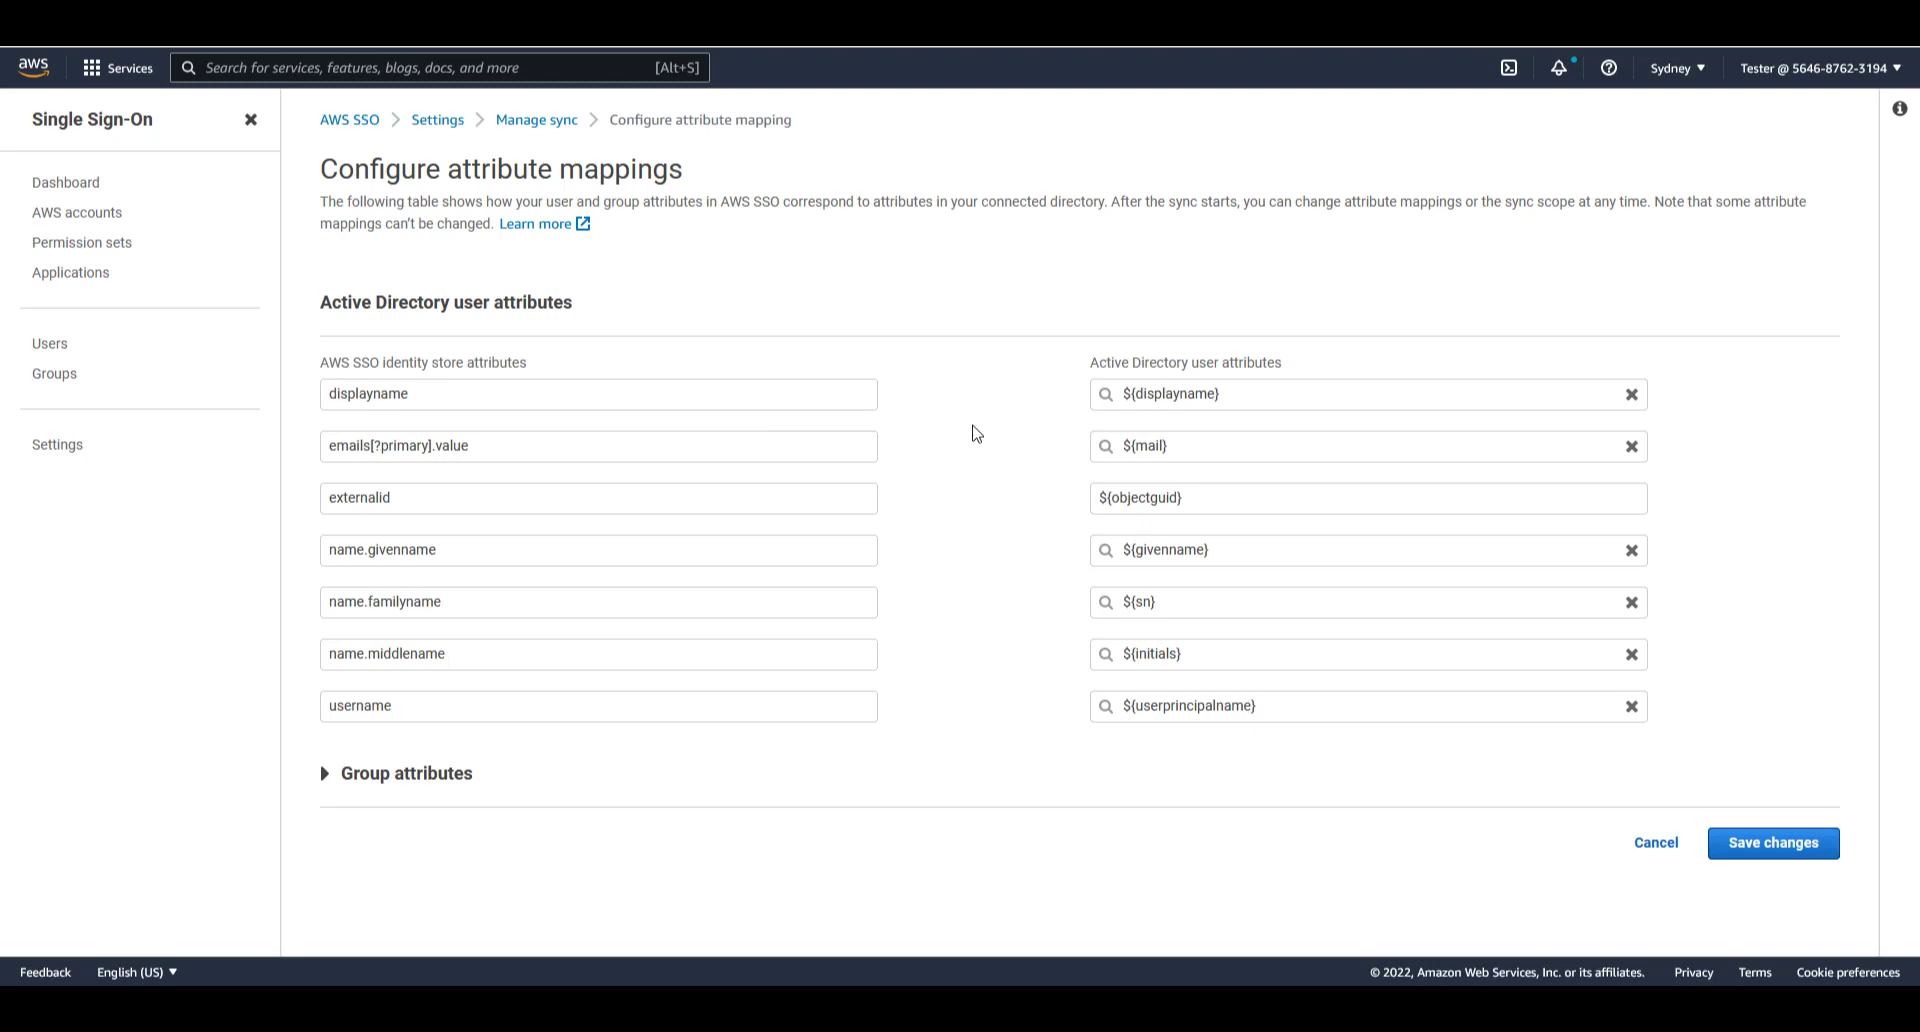 aws
Services
Search for services, features, blogs, docs, and more
[Alt+S]
Sydney
Tester @ 5646-8762-3194
Single Sign-On
Dashboard
AWS accounts
Permission sets
Applications
Users
Groups
Settings
AWS SSO
Settings
Manage sync
Configure attribute mapping
Configure attribute mappings
The following table shows how your user and group attributes in AWS SSO correspond to attributes in your connected directory. After the sync starts, you can change attribute mappings or the sync scope at any time. Note that some attribute
mappings can't be changed. Learn more
Active Directory user attributes
AWS SSO identity store attributes
Active Directory user attributes
displayname
${displayname}
emails[?primary].value
${mail}
externalid
${objectguid}
name.givenname
${givenname}
name.familyname
${sn}
name.middlename
${initials}
username
${userprincipalname}
Group attributes
Cancel
Save changes
Feedback
English (US)
© 2022, Amazon Web Services, Inc. or its affiliates.
Privacy
Terms
Cookie preferences